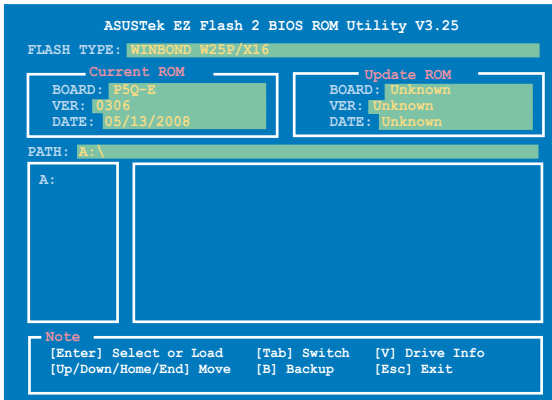 ASUSTek EZ Flash 2 BIOS ROM Utility V3.25
FLASH TYPE: WINBOND W25P/X16
Current ROM
BOARD: P5Q-E
VER: 0306
DATE: 05/13/2008
Update ROM
BOARD: Unknown
VER: Unknown
DATE: Unknown
PATH: A:\
A:
Note
[Enter] Select or Load [Tab] Switch [V] Drive Info
[Up/Down/Home/End] Move [B] Backup [Esc] Exit